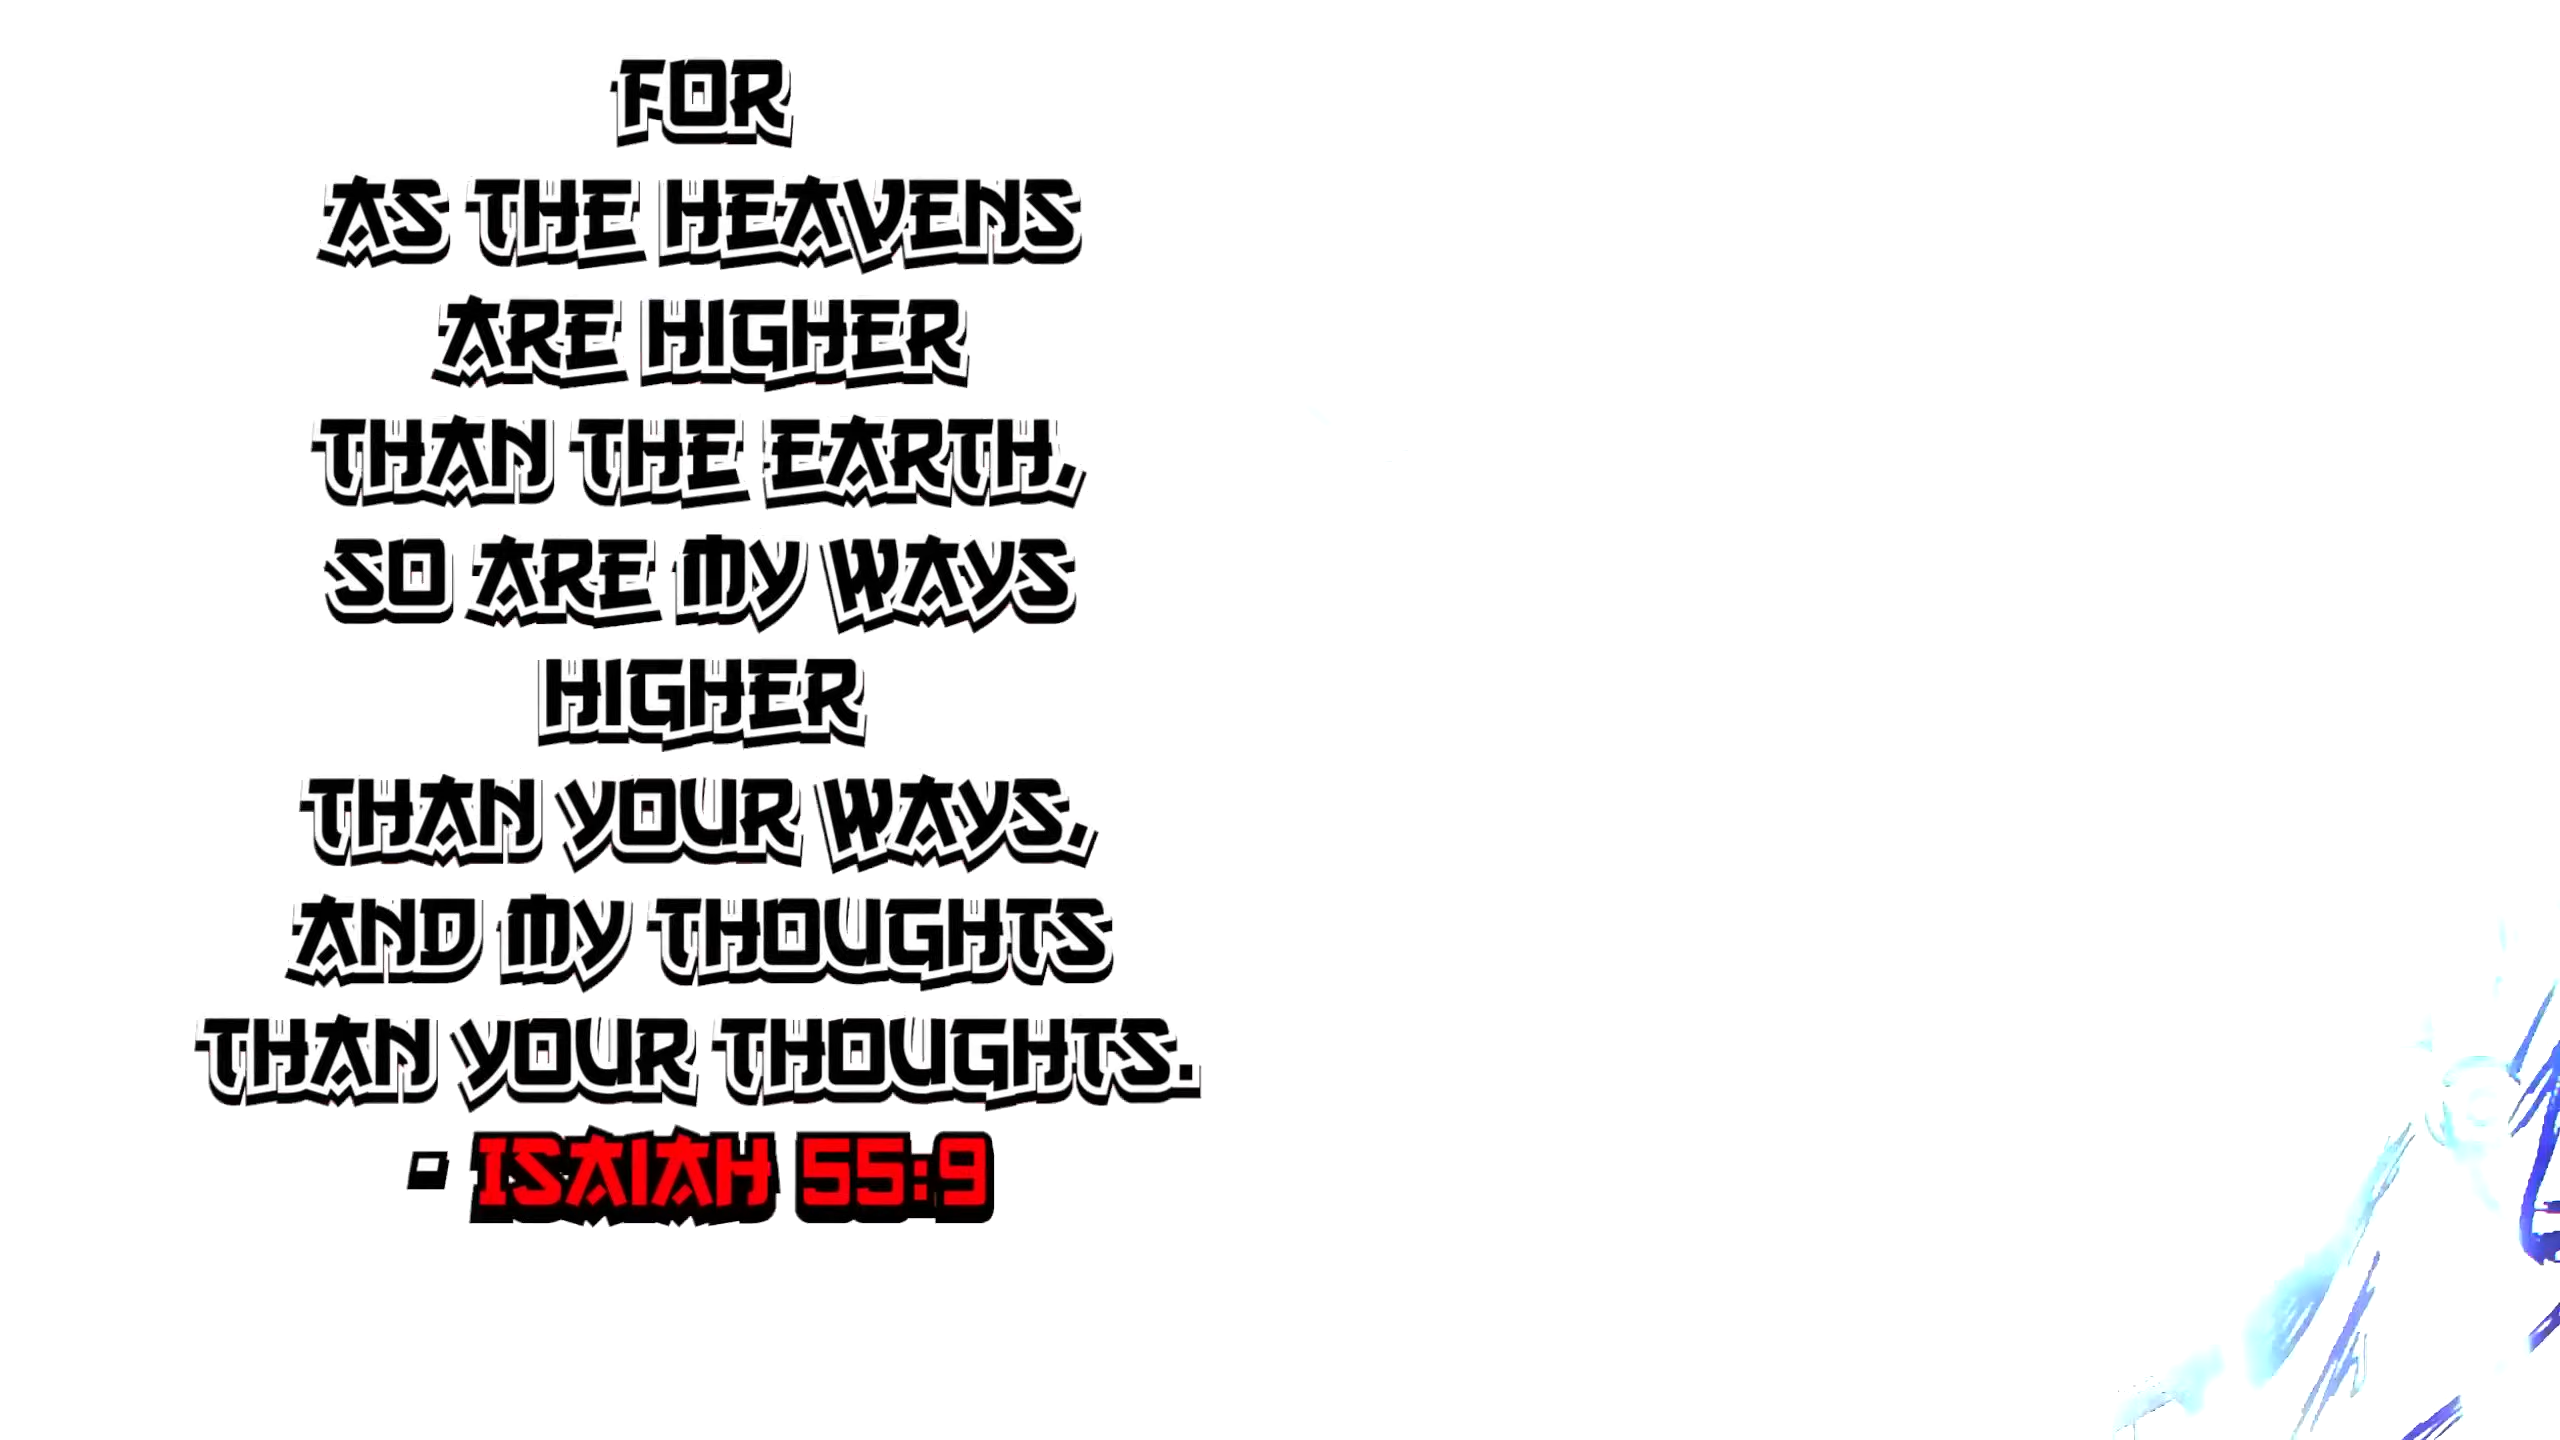 FOR
AS THE HEAVENS
ARE HIGHER
THAN THE EARTH,
SO ARE MY WAYS
HIGHER
THAN YOUR WAYS,
AND MY THOUGHTS
THAN YOUR THOUGHTS.
- ISAIAH 55:9